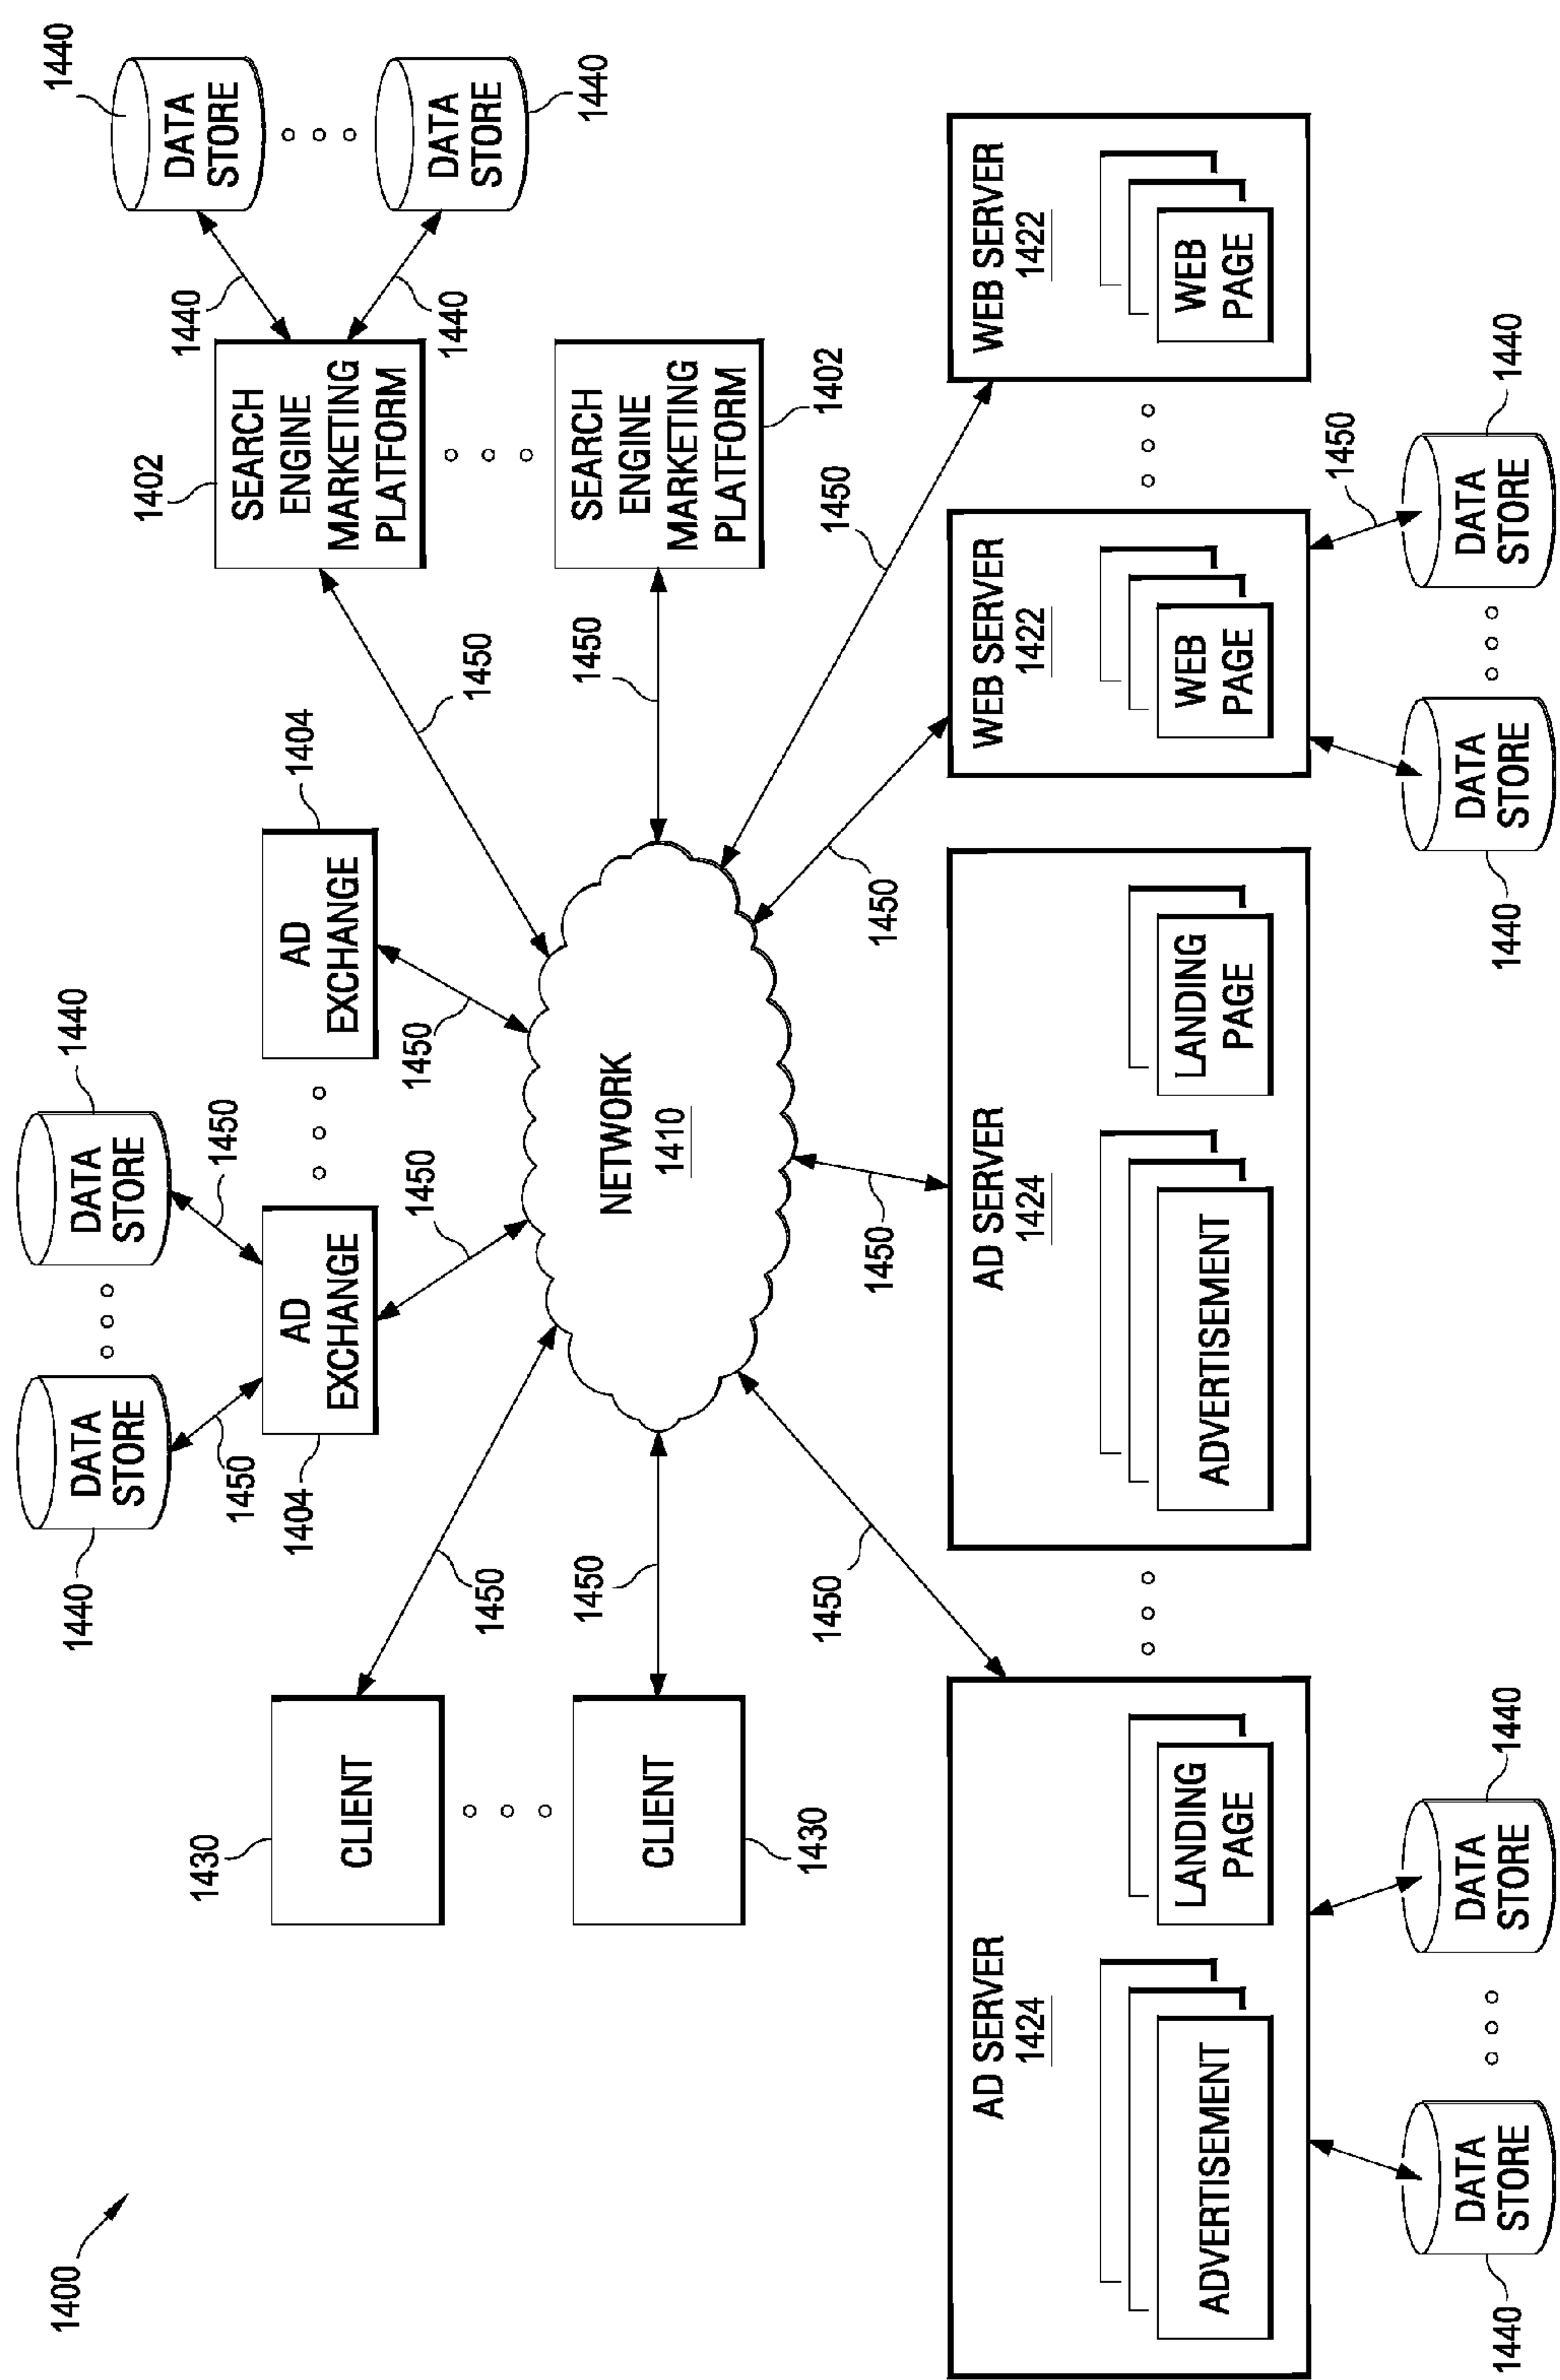 1400
1440
DATA
STORE
1450
DATA
STORE
1440
1450
1404
AD
EXCHANGE
1450
AD
EXCHANGE
1404
1450
1440
DATA
STORE
1440
DATA
STORE
1440
1440
1402
SEARCH
ENGINE
MARKETING
PLATFORM
1450
SEARCH
ENGINE
MARKETING
PLATFORM
1402
1450
1430
CLIENT
1450
CLIENT
1430
1450
NETWORK
1410
1450
1450
1450
1450
AD SERVER
1424
ADVERTISEMENT
LANDING
PAGE
AD SERVER
1424
ADVERTISEMENT
LANDING
PAGE
WEB SERVER
1422
WEB
PAGE
WEB SERVER
1422
WEB
PAGE
1450
1440
DATA
STORE
DATA
STORE
1440
1440
DATA
STORE
DATA
STORE
1440